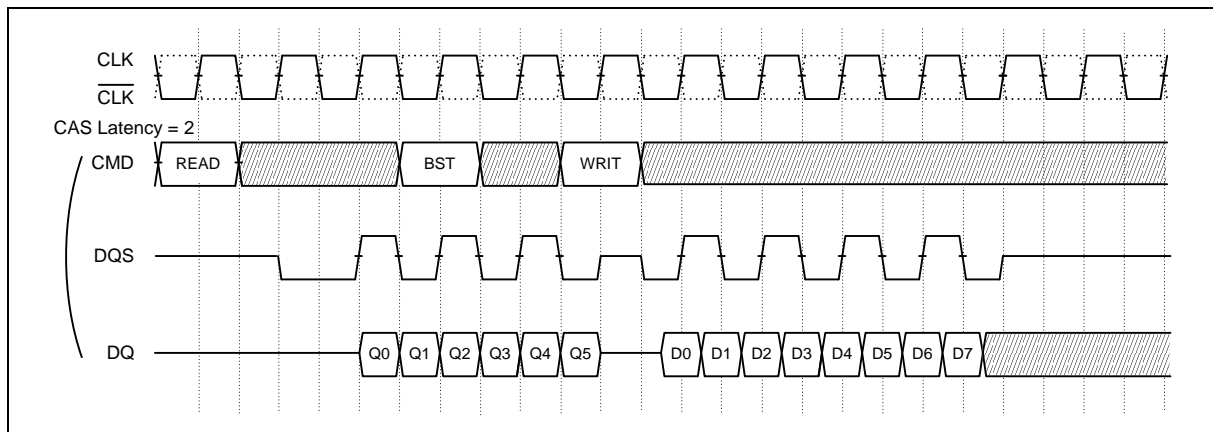 CLK
CLK
CAS Latency = 2
CMD READ BST WRIT
DQS
DQ Q0 Q1 Q2 Q3 Q4 Q5 D0 D1 D2 D3 D4 D5 D6 D7